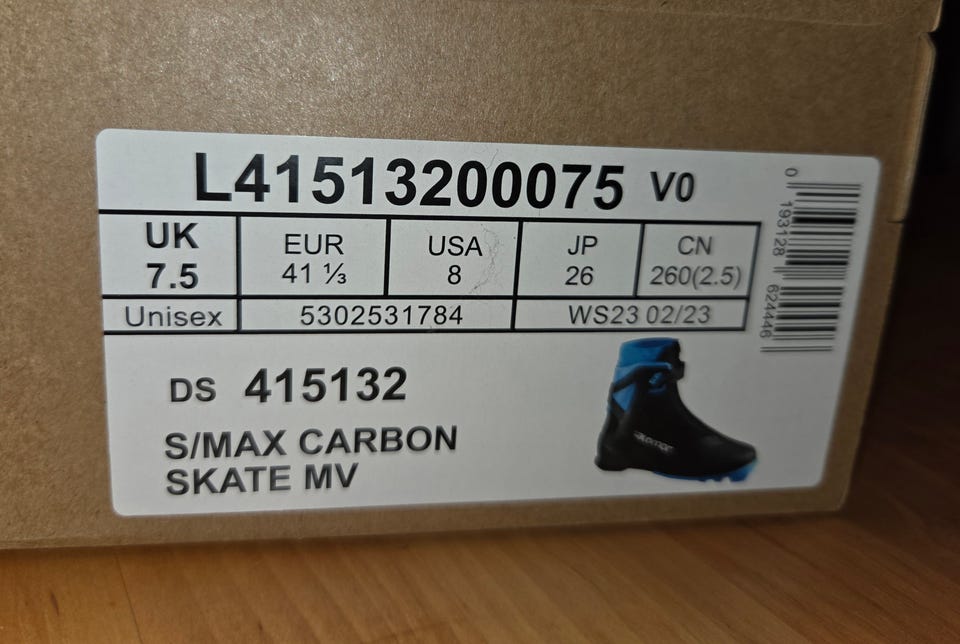 L41513200075 V0
UK EUR USA JP CN
7.5 41 ⅓ 8 26 260(2.5)
Unisex 5302531784 WS23 02/23
DS 415132
S/MAX CARBON
SKATE MV
salomon
0 193128 624446